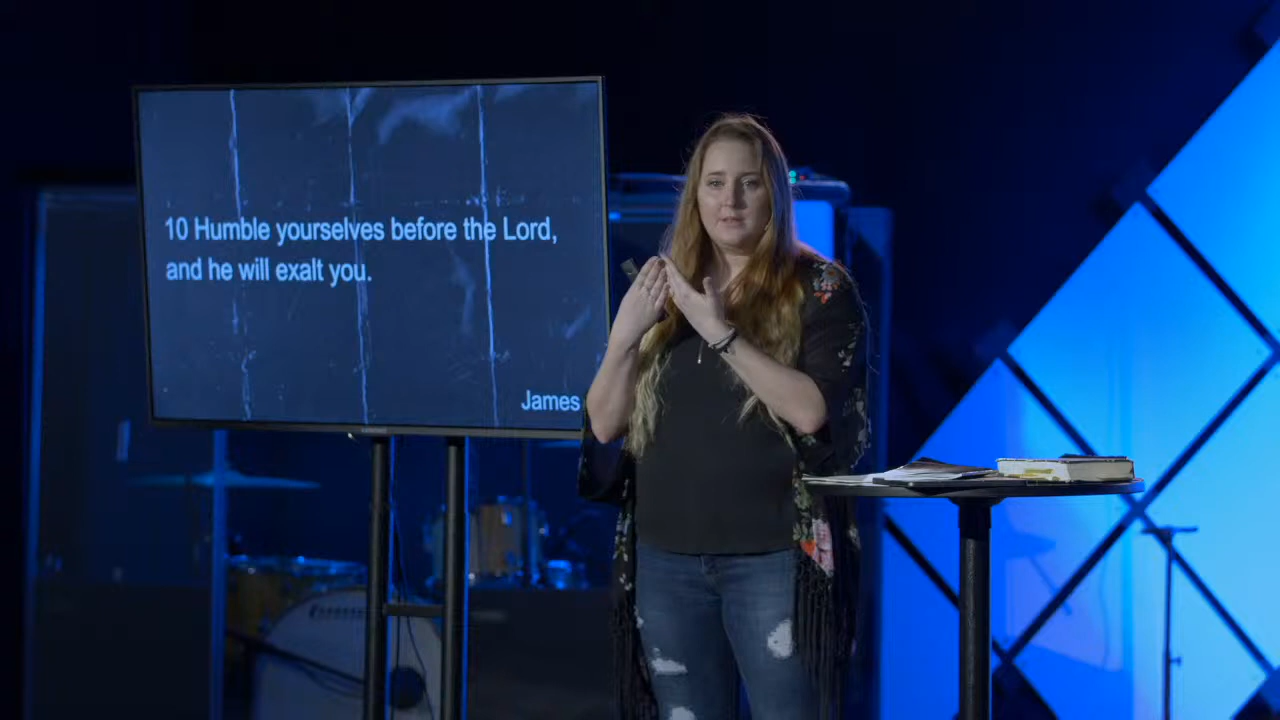 10 Humble yourselves before the Lord,
and he will exalt you.
James